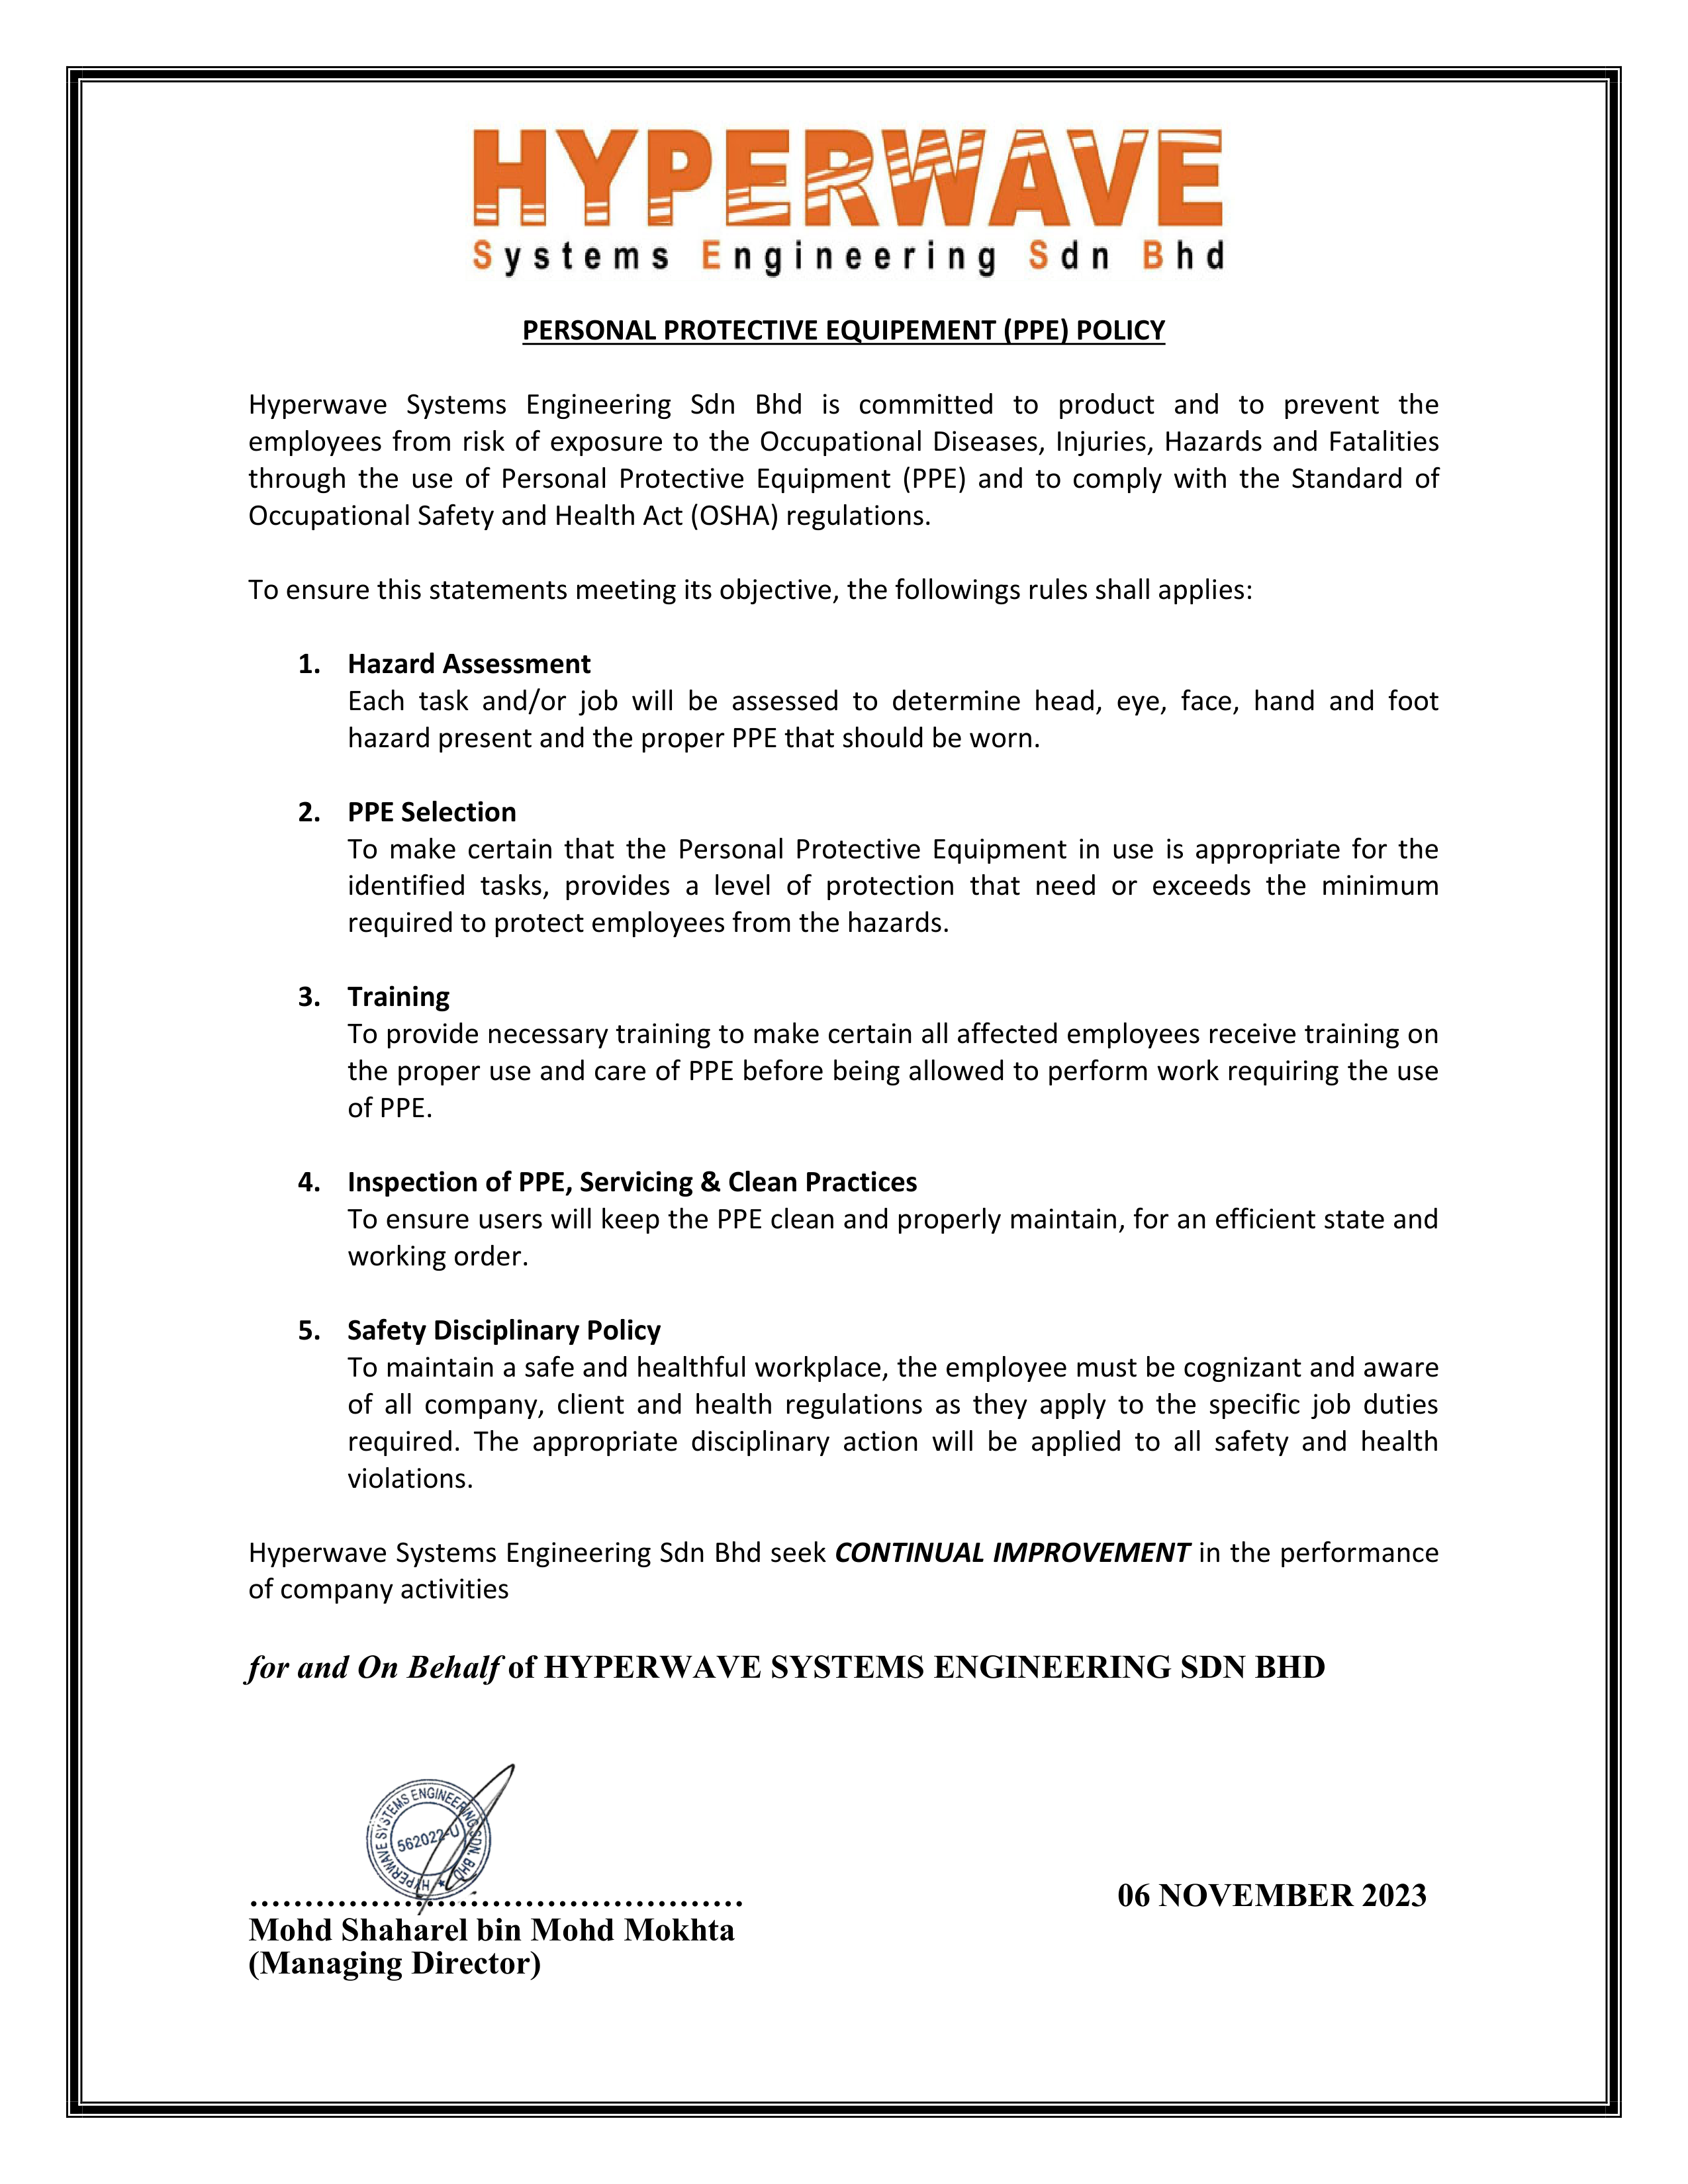 HYPERWAVE
Systems Engineering Sdn Bhd
PERSONAL PROTECTIVE EQUIPEMENT (PPE) POLICY
Hyperwave Systems Engineering Sdn Bhd is committed to product and to prevent the
employees from risk of exposure to the Occupational Diseases, Injuries, Hazards and Fatalities
through the use of Personal Protective Equipment (PPE) and to comply with the Standard of
Occupational Safety and Health Act (OSHA) regulations.
To ensure this statements meeting its objective, the followings rules shall applies:
1. Hazard Assessment
Each task and/or job will be assessed to determine head, eye, face, hand and foot
hazard present and the proper PPE that should be worn.
2. PPE Selection
To make certain that the Personal Protective Equipment in use is appropriate for the
identified tasks, provides a level of protection that need or exceeds the minimum
required to protect employees from the hazards.
3. Training
To provide necessary training to make certain all affected employees receive training on
the proper use and care of PPE before being allowed to perform work requiring the use
of PPE.
4. Inspection of PPE, Servicing & Clean Practices
To ensure users will keep the PPE clean and properly maintain, for an efficient state and
working order.
5. Safety Disciplinary Policy
To maintain a safe and healthful workplace, the employee must be cognizant and aware
of all company, client and health regulations as they apply to the specific job duties
required. The appropriate disciplinary action will be applied to all safety and health
violations.
Hyperwave Systems Engineering Sdn Bhd seek CONTINUAL IMPROVEMENT in the performance
of company activities
for and On Behalf of HYPERWAVE SYSTEMS ENGINEERING SDN BHD
HYPERWAVE SYSTEMS ENGINEERING SDN. BHD
562022-U
06 NOVEMBER 2023
Mohd Shaharel bin Mohd Mokhta
(Managing Director)